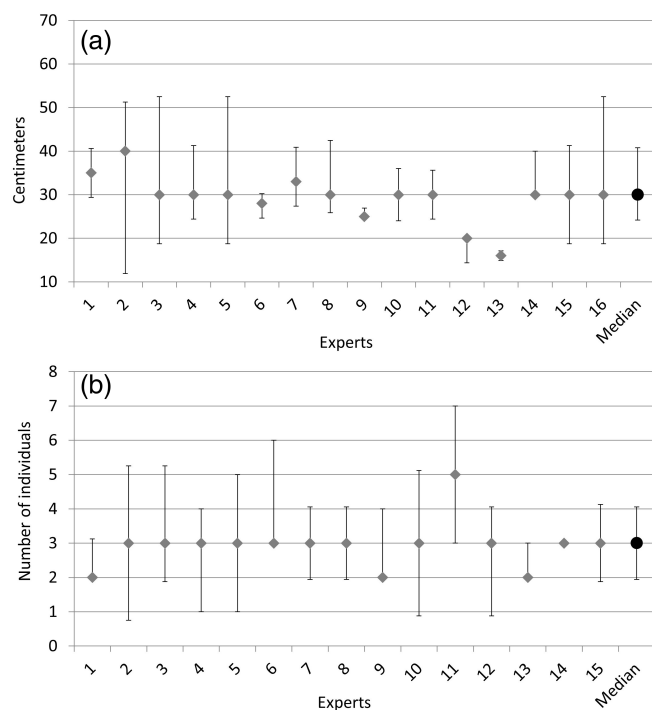 (a)
70
60
50
40
30
20
10
Centimeters
1 2 3 4 5 6 7 8 9 10 11 12 13 14 15 16 Median
Experts
(b)
8
7
6
5
4
3
2
1
0
Number of individuals
1 2 3 4 5 6 7 8 9 10 11 12 13 14 15 Median
Experts